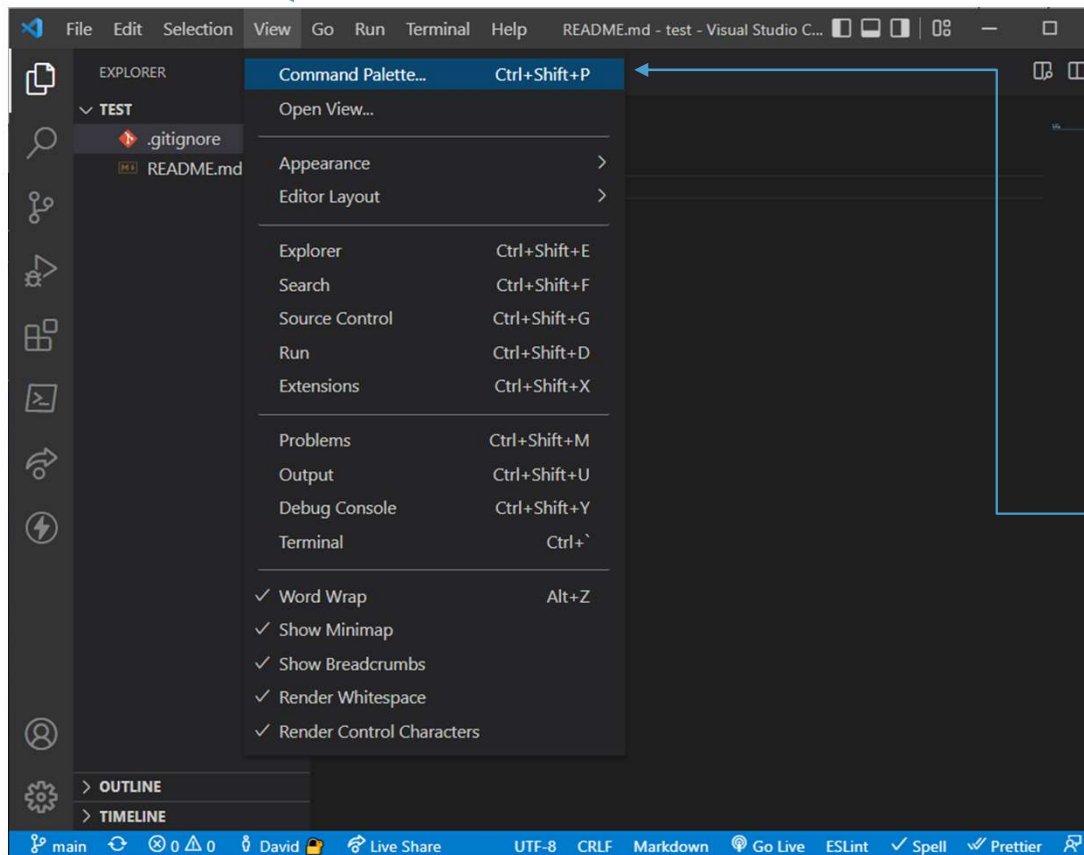 File Edit Selection View Go Run Terminal Help README.md - test - Visual Studio C...
EXPLORER
TEST
.gitignore
README.md
Command Palette... Ctrl+Shift+P
Open View...
Appearance
Editor Layout
Explorer Ctrl+Shift+E
Search Ctrl+Shift+F
Source Control Ctrl+Shift+G
Run Ctrl+Shift+D
Extensions Ctrl+Shift+X
Problems Ctrl+Shift+M
Output Ctrl+Shift+U
Debug Console Ctrl+Shift+Y
Terminal Ctrl+`
Word Wrap Alt+Z
Show Minimap
Show Breadcrumbs
Render Whitespace
Render Control Characters
OUTLINE
TIMELINE
main 0 0 David Live Share UTF-8 CRLF Markdown Go Live ESLint Spell Prettier